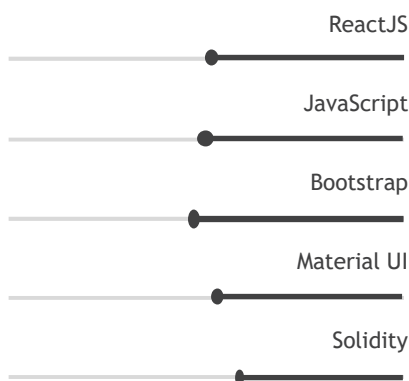 ReactJS
JavaScript
Bootstrap
Material UI
Solidity